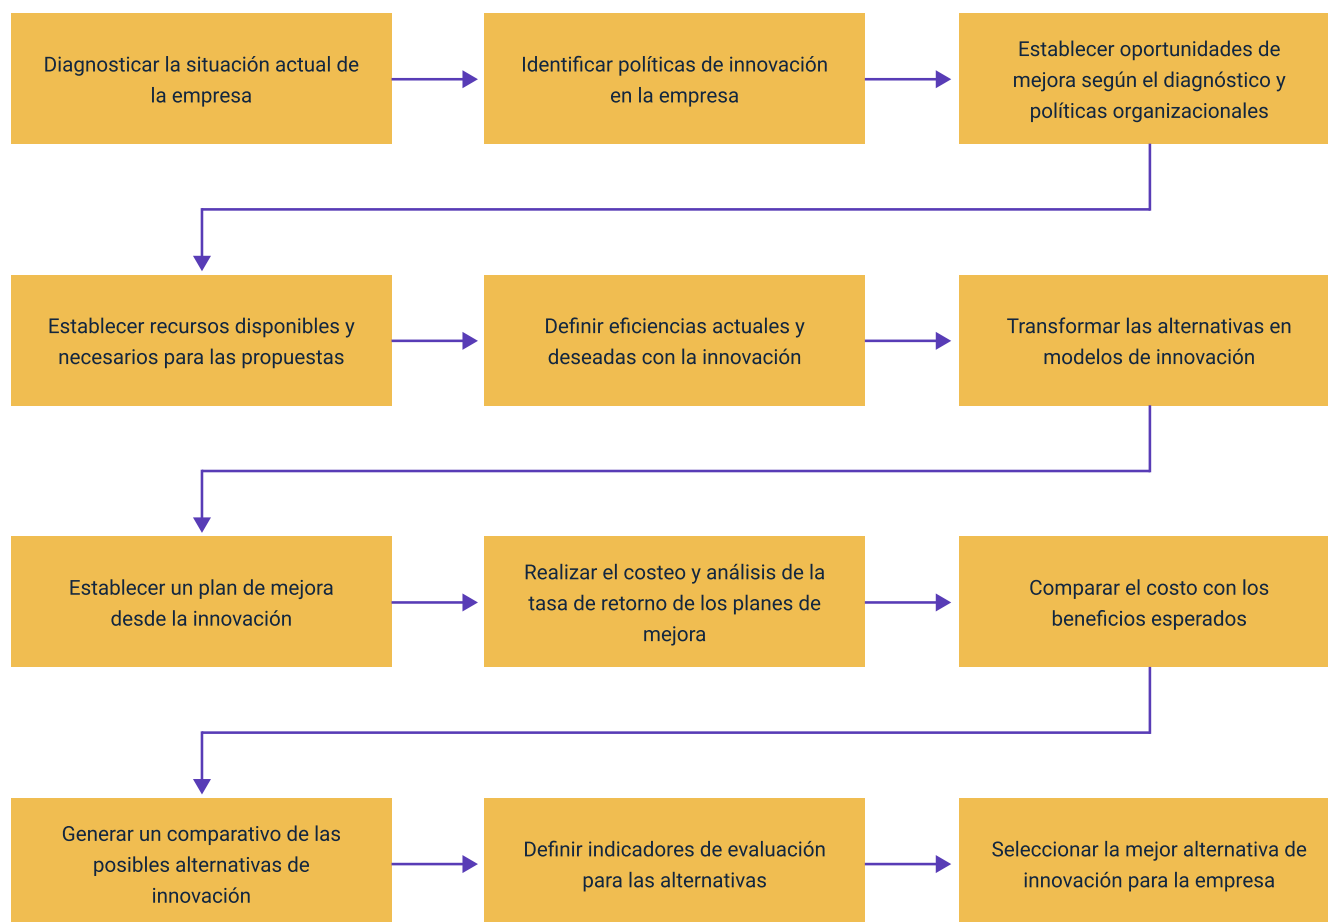 Diagnosticar la situación actual de
la empresa
Identificar políticas de innovación
en la empresa
Establecer oportunidades de
mejora según el diagnóstico y
políticas organizacionales
Establecer recursos disponibles y
necesarios para las propuestas
Definir eficiencias actuales y
deseadas con la innovación
Transformar las alternativas en
modelos de innovación
Establecer un plan de mejora
desde la innovación
Realizar el costeo y análisis de la
tasa de retorno de los planes de
mejora
Comparar el costo con los
beneficios esperados
Generar un comparativo de las
posibles alternativas de
innovación
Definir indicadores de evaluación
para las alternativas
Seleccionar la mejor alternativa de
innovación para la empresa